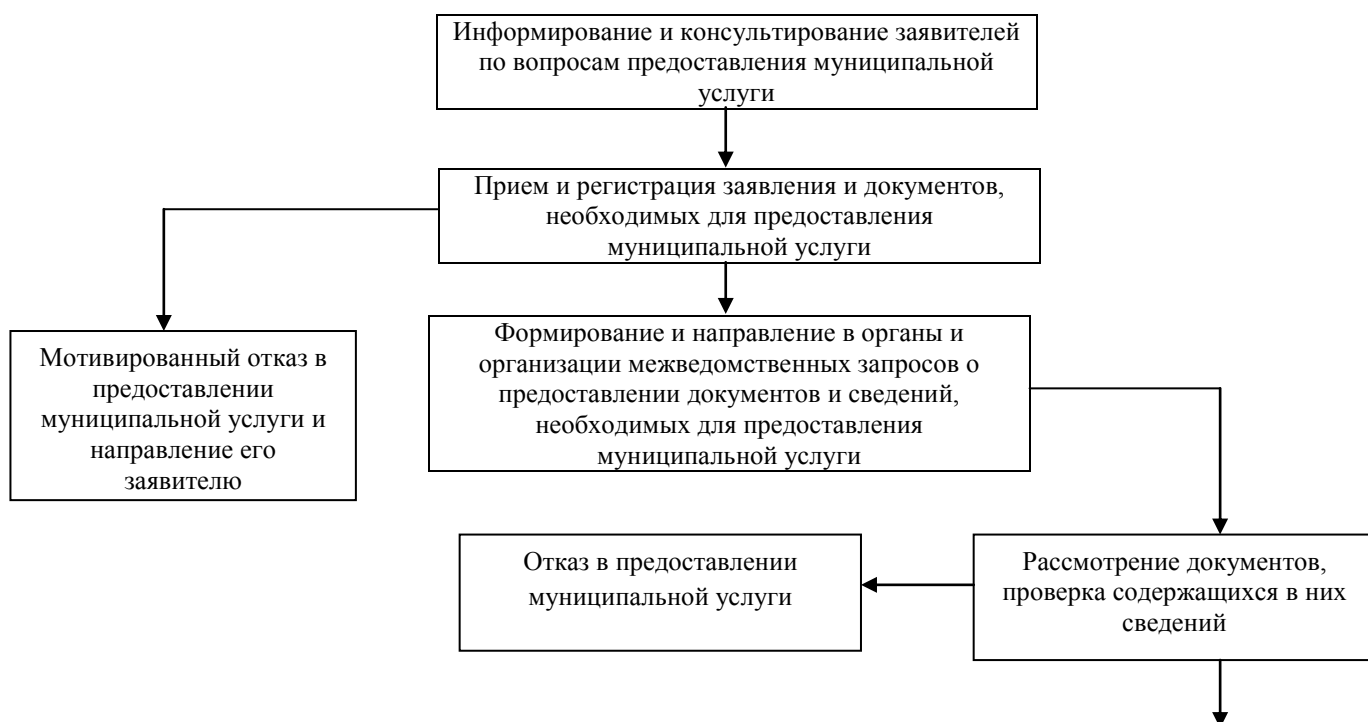 Информирование и консультирование заявителей
по вопросам предоставления муниципальной
услуги
Прием и регистрация заявления и документов,
необходимых для предоставления
муниципальной услуги
Мотивированный отказ в
предоставлении
муниципальной услуги и
направление его
заявителю
Формирование и направление в органы и
организации межведомственных запросов о
предоставлении документов и сведений,
необходимых для предоставления
муниципальной услуги
Отказ в предоставлении
муниципальной услуги
Рассмотрение документов,
проверка содержащихся в них
сведений